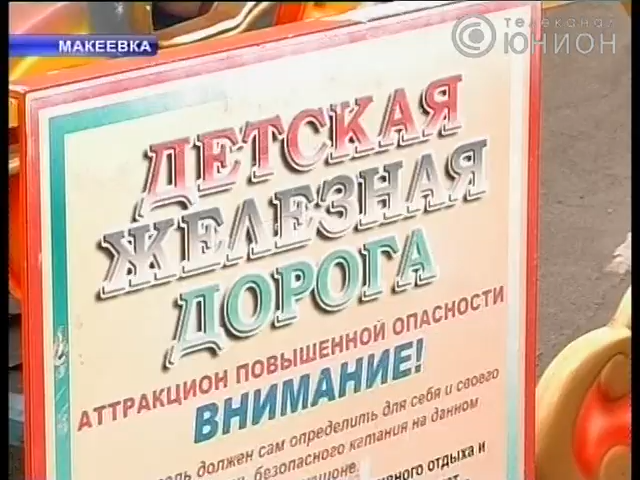 телеканал
ЮНИОН
МАКЕЕВКА
ДЕТСКАЯ
ЖЕЛЕЗНАЯ
ДОРОГА
АТТРАКЦИОН ПОВЫШЕННОЙ ОПАСНОСТИ
ВНИМАНИЕ!
должен сам определить для себя и своего
безопасного катания на данном
отдыха и